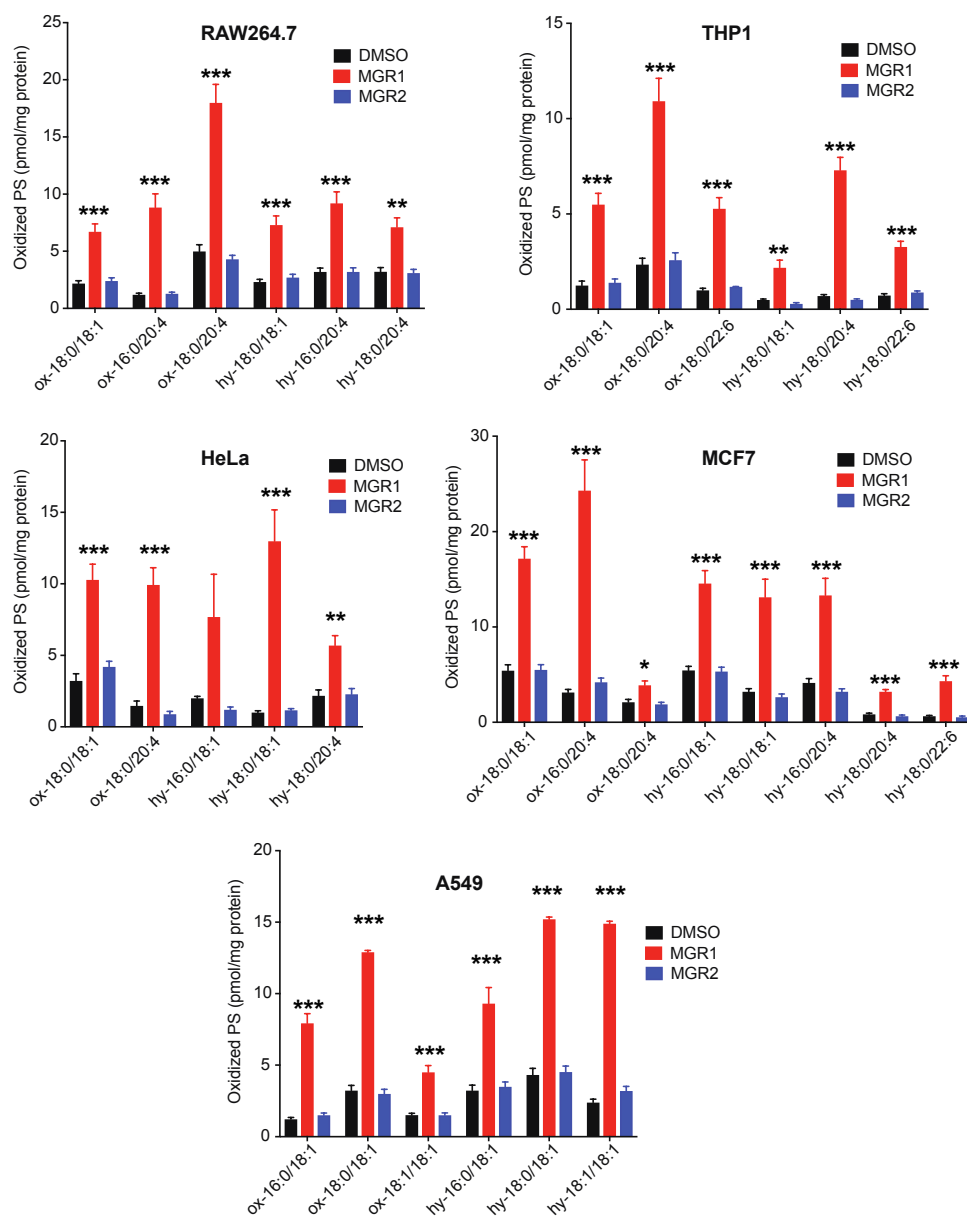 RAW264.7
Oxidized PS (pmol/mg protein)
25
20
15
10
5
0
DMSO
MGR1
MGR2
***
***
***
***
***
**
ox-18:0/18:1
ox-16:0/20:4
ox-18:0/20:4
hy-18:0/18:1
hy-16:0/20:4
hy-18:0/20:4
THP1
Oxidized PS (pmol/mg protein)
15
10
5
0
DMSO
MGR1
MGR2
***
***
***
**
***
***
ox-18:0/18:1
ox-18:0/20:4
ox-18:0/22:6
hy-18:0/18:1
hy-18:0/20:4
hy-18:0/22:6
HeLa
Oxidized PS (pmol/mg protein)
20
15
10
5
0
DMSO
MGR1
MGR2
***
***
***
**
ox-18:0/18:1
ox-18:0/20:4
hy-16:0/18:1
hy-18:0/18:1
hy-18:0/20:4
MCF7
Oxidized PS (pmol/mg protein)
30
20
10
0
DMSO
MGR1
MGR2
***
***
*
***
***
***
***
***
ox-18:0/18:1
ox-16:0/20:4
ox-18:0/20:4
hy-16:0/18:1
hy-18:0/18:1
hy-16:0/20:4
hy-18:0/20:4
hy-18:0/22:6
A549
Oxidized PS (pmol/mg protein)
20
15
10
5
0
DMSO
MGR1
MGR2
***
***
***
***
***
***
ox-16:0/18:1
ox-18:0/18:1
ox-18:1/18:1
hy-16:0/18:1
hy-18:0/18:1
hy-18:1/18:1